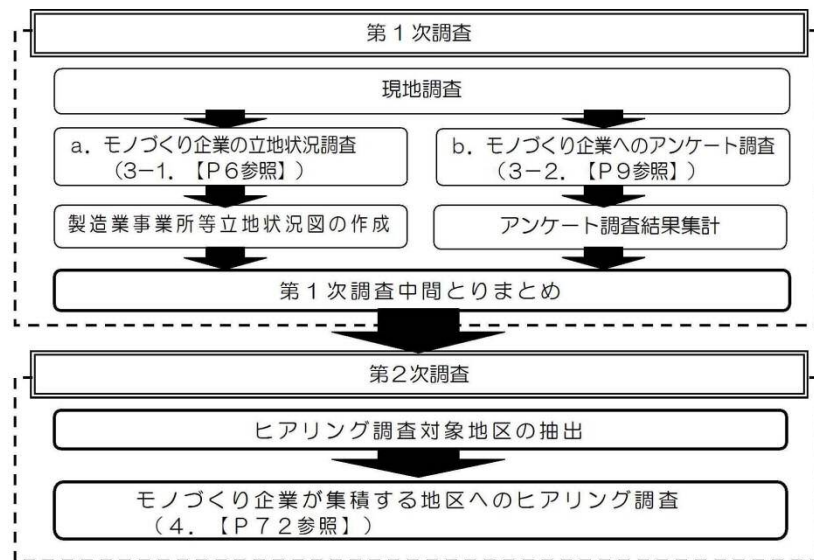 第１次調査
現地調査
a．モノづくり企業の立地状況調査
（3－1．【P6参照】）
b．モノづくり企業へのアンケート調査
（3－2．【P9参照】）
製造業事業所等立地状況図の作成
アンケート調査結果集計
第１次調査中間とりまとめ
第２次調査
ヒアリング調査対象地区の抽出
モノづくり企業が集積する地区へのヒアリング調査
（４．【Ｐ７２参照】）